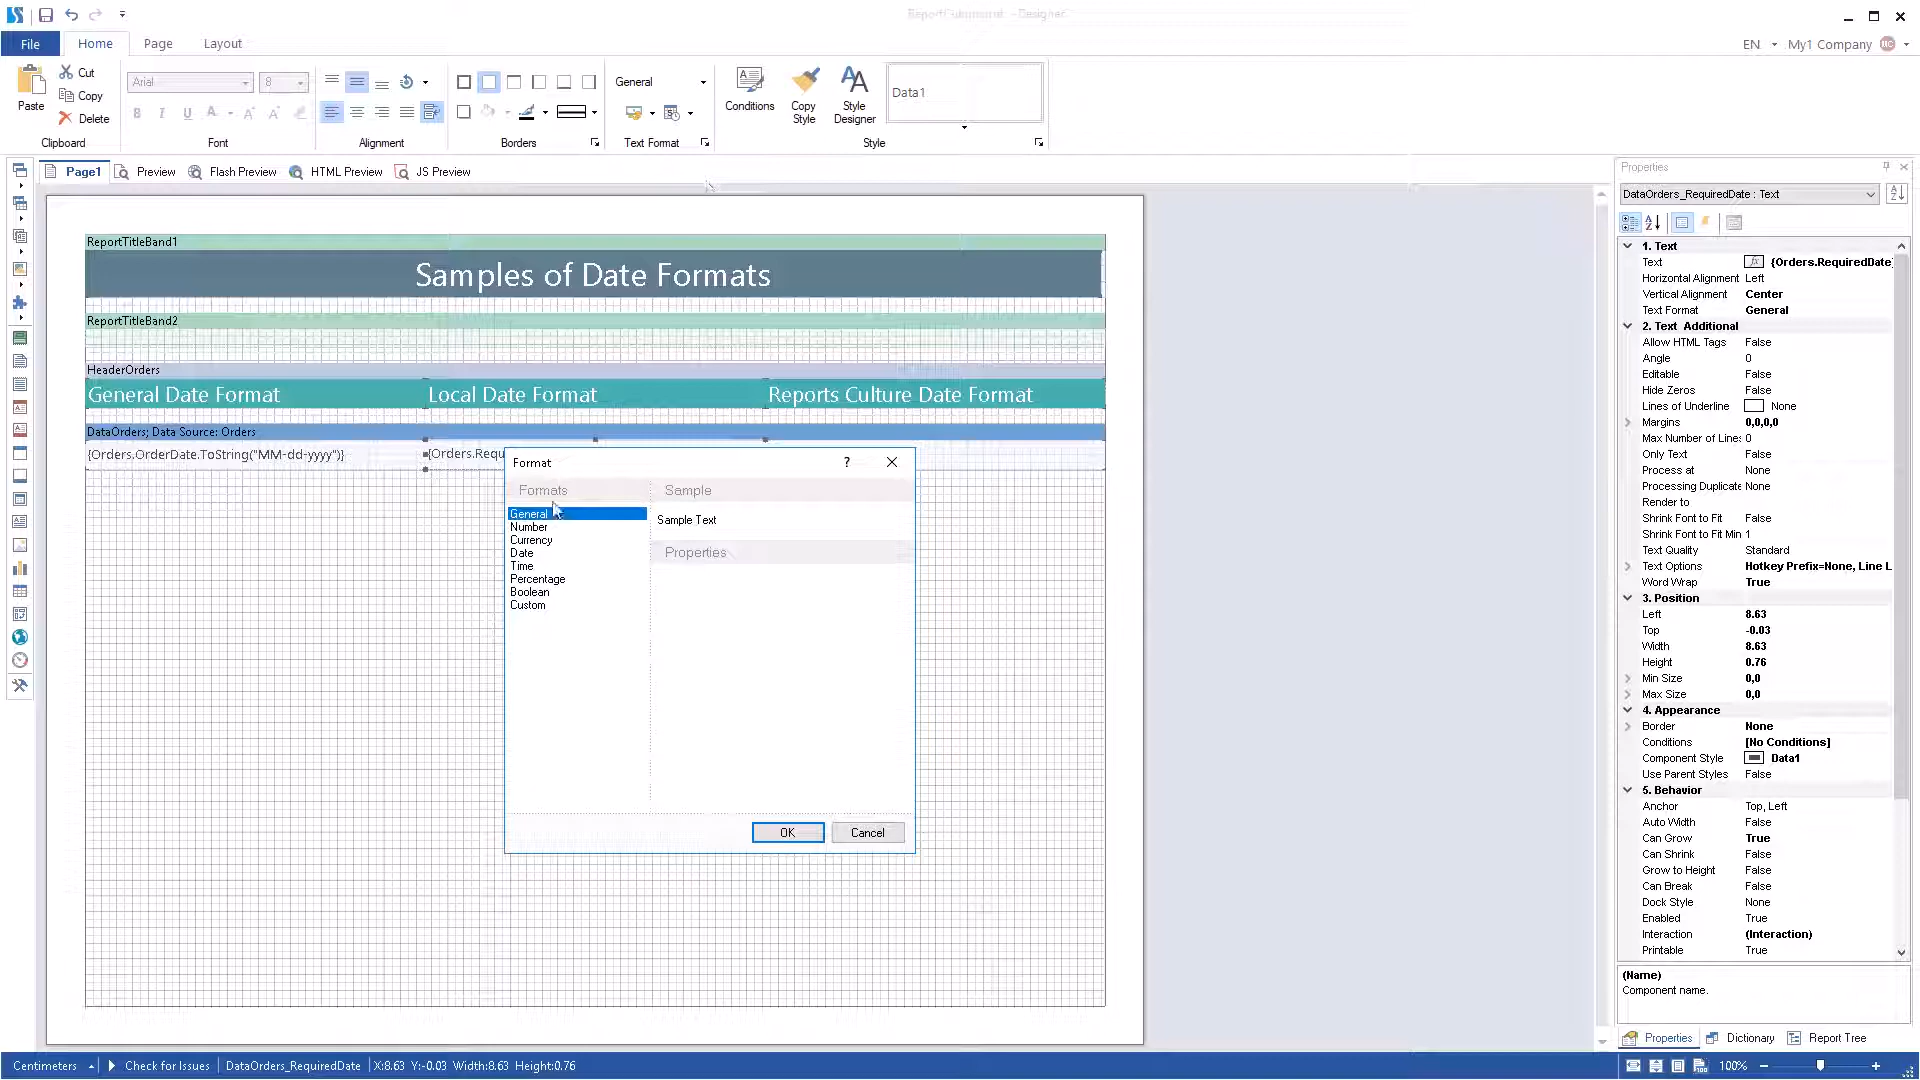 File
Home
Page
Layout
EN
My1 Company
MC
Paste
Cut
Copy
Delete
Clipboard
Arial
8
B
I
U
A
Font
Alignment
Borders
General
Text Format
Conditions
Copy
Style
Style
Designer
Data1
Style
Page1
Preview
Flash Preview
HTML Preview
JS Preview
ReportTitleBand1
Samples of Date Formats
ReportTitleBand2
HeaderOrders
General Date Format
Local Date Format
Reports Culture Date Format
DataOrders; Data Source: Orders
{Orders.OrderDate.ToString("MM-dd-yyyy")}
{Orders.Requ
Format
?
Formats
General
Number
Currency
Date
Time
Percentage
Boolean
Custom
Sample
Sample Text
Properties
OK
Cancel
Properties
DataOrders_RequiredDate : Text
1. Text
Text {Orders.RequiredDate}
Horizontal Alignment Left
Vertical Alignment Center
Text Format General
2. Text Additional
Allow HTML Tags False
Angle 0
Editable False
Hide Zeros False
Lines of Underline None
Margins 0,0,0,0
Max Number of Lines 0
Only Text False
Process at None
Processing Duplicate None
Render to
Shrink Font to Fit False
Shrink Font to Fit Min 1
Text Quality Standard
Text Options Hotkey Prefix=None, Line L
Word Wrap True
3. Position
Left 8.63
Top -0.03
Width 8.63
Height 0.76
Min Size 0,0
Max Size 0,0
4. Appearance
Border None
Conditions [No Conditions]
Component Style Data1
Use Parent Styles False
5. Behavior
Anchor Top, Left
Auto Width False
Can Grow True
Can Shrink False
Grow to Height False
Can Break False
Dock Style None
Enabled True
Interaction (Interaction)
Printable True
(Name)
Component name.
Properties
Dictionary
Report Tree
Centimeters
Check for Issues
DataOrders_RequiredDate
X:8.63 Y:-0.03 Width:8.63 Height:0.76
100%